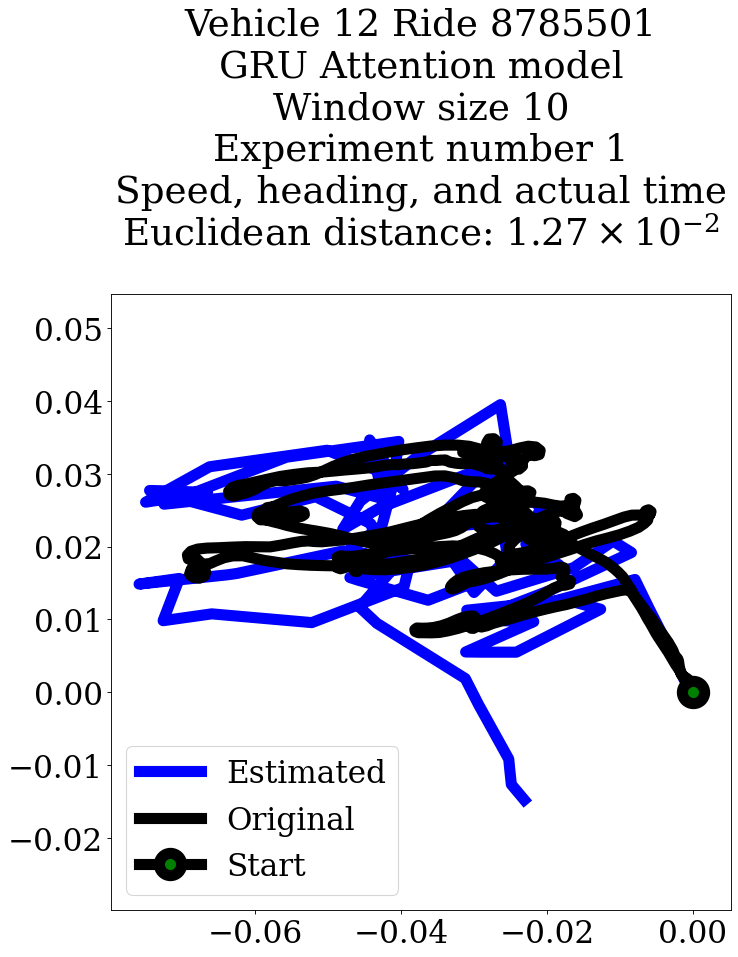 Vehicle 12 Ride 8785501
GRU Attention model
Window size 10
Experiment number 1
Speed, heading, and actual time
Euclidean distance: 1.27 × 10⁻²
0.05
0.04
0.03
0.02
0.01
0.00
−0.01
−0.02
Estimated
Original
Start
−0.06 −0.04 −0.02 0.00